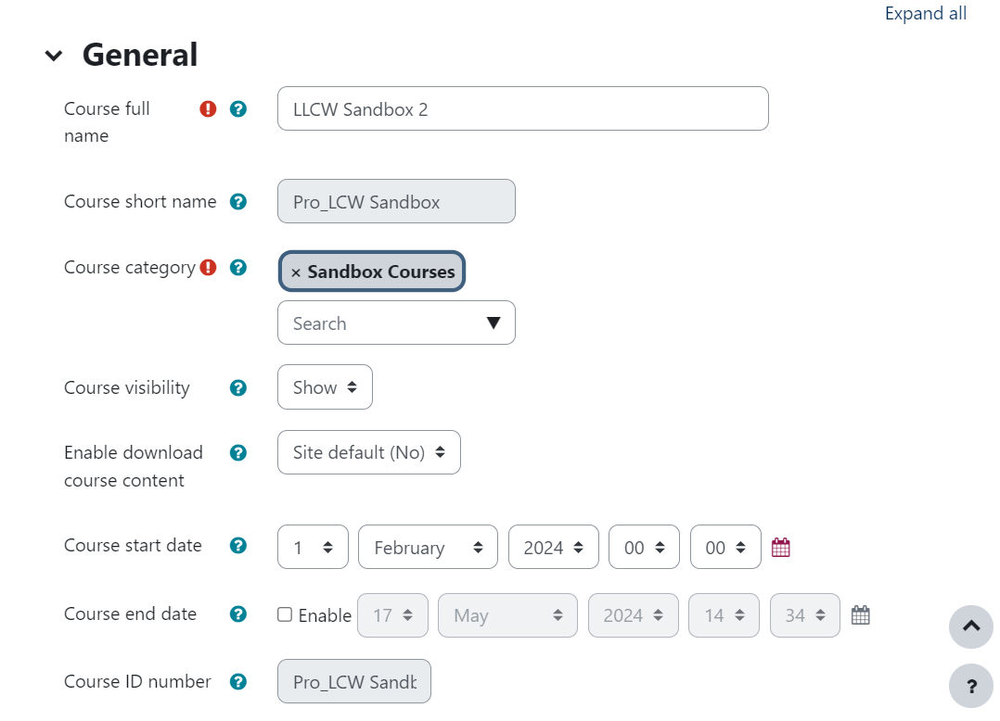 Expand all
General
Course full name
LLCW Sandbox 2
Course short name
Pro_LCW Sandbox
Course category
× Sandbox Courses
Search
Course visibility
Show
Enable download course content
Site default (No)
Course start date
1 February 2024 00 00
Course end date
Enable 17 May 2024 14 34
Course ID number
Pro_LCW Sandb